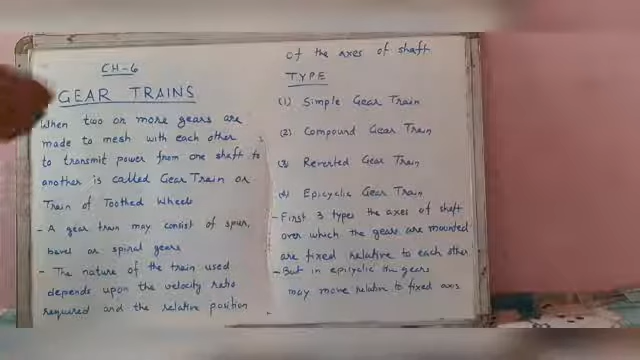 CH-6
GEAR TRAINS
When two or more gears are
made to mesh with each other
to transmit power from one shaft to
another is called Gear Train or
Train of Toothed Wheels
- A gear train may consist of spur,
bevel or spiral gears
- The nature of the train used
depends upon the velocity ratio
required and the relative position
of the axes of shaft
TYPE
(1) Simple Gear Train
(2) Compound Gear Train
(3) Reverted Gear Train
(4) Epicyclic Gear Train
- First 3 types the axes of shaft
over which the gears are mounted
are fixed relative to each other
- But in epicyclic the gears
may move relative to fixed axis